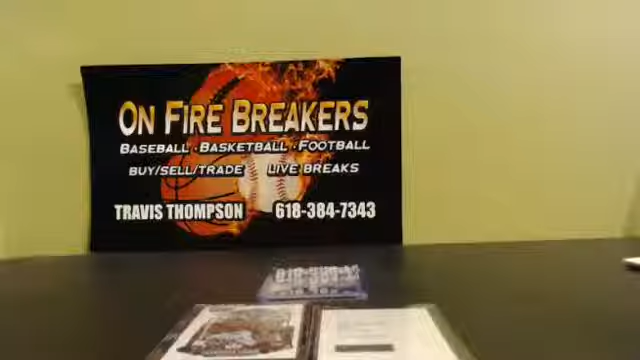 ON FIRE BREAKERS
BASEBALL · BASKETBALL · FOOTBALL
BUY/SELL/TRADE LIVE BREAKS
TRAVIS THOMPSON 618-384-7343